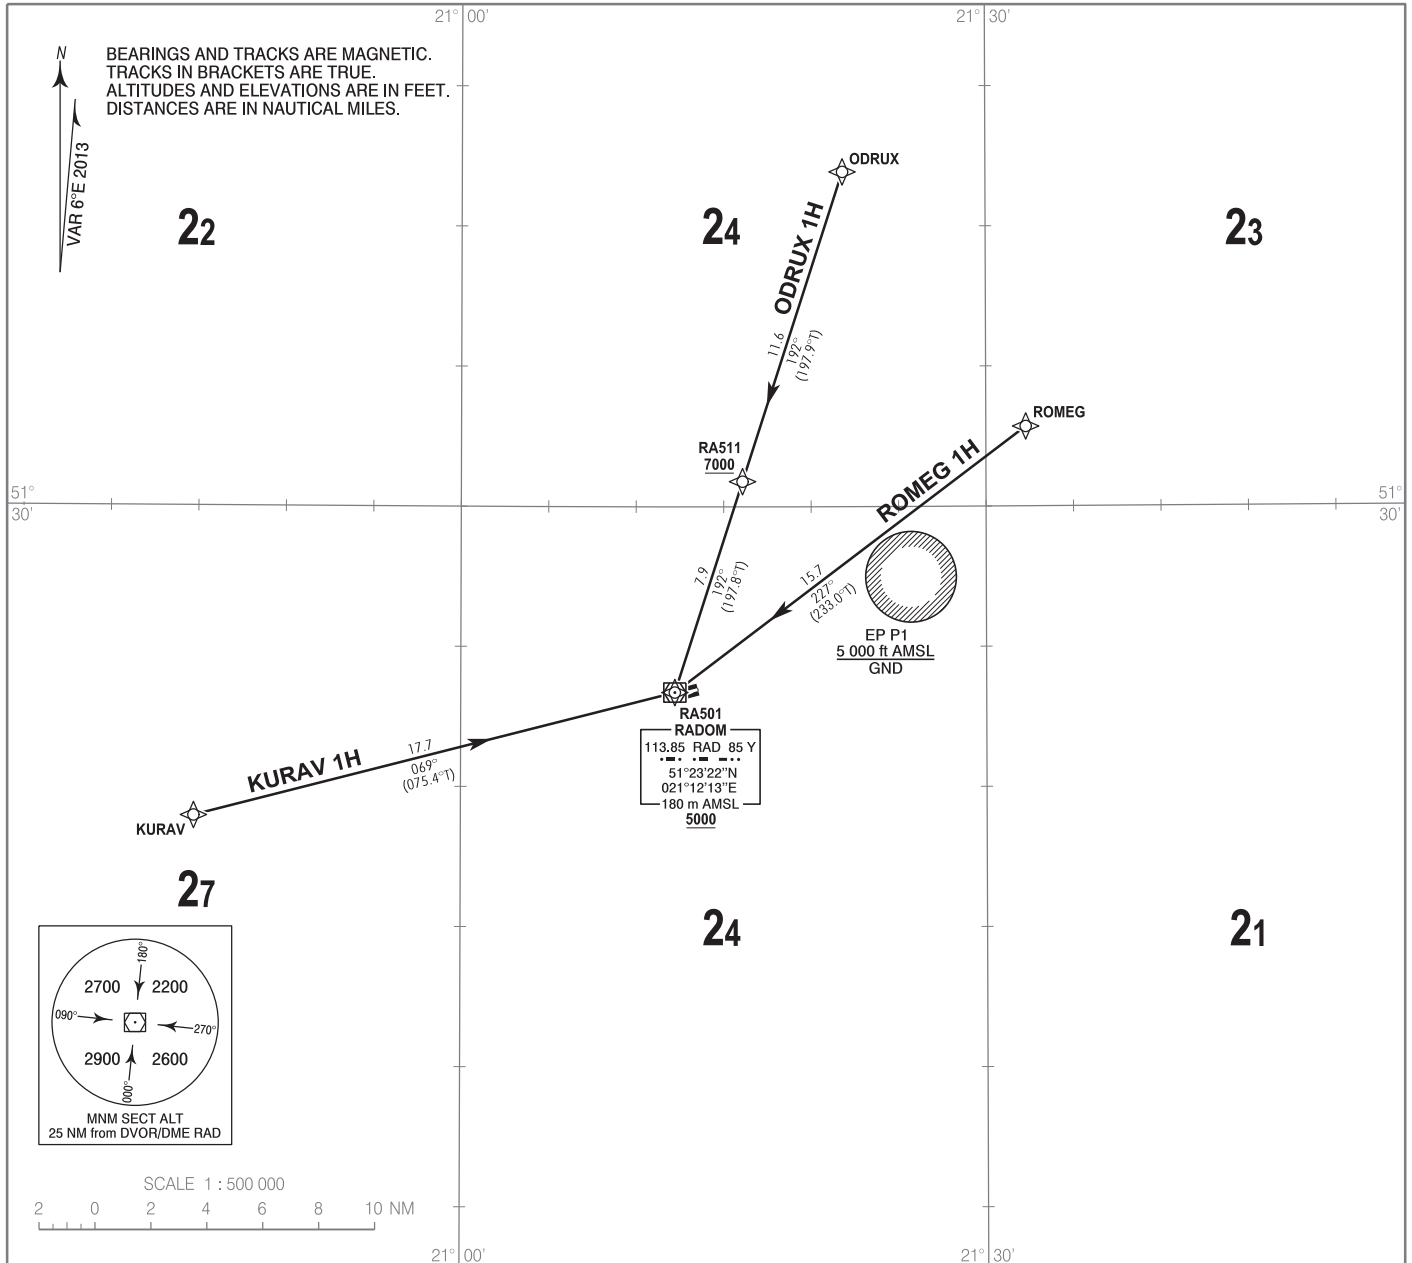 21° 00'
21° 30'
N
BEARINGS AND TRACKS ARE MAGNETIC.
TRACKS IN BRACKETS ARE TRUE.
ALTITUDES AND ELEVATIONS ARE IN FEET.
DISTANCES ARE IN NAUTICAL MILES.
VAR 6°E 2013
22
24
23
ODRUX
ODRUX 1H
11.6
192°
(197.9°T)
ROMEG
ROMEG 1H
RA511
7000
51°
30'
51°
30'
7.9
192°
(197.8°T)
15.7
227°
(233.0°T)
EP P1
5 000 ft AMSL
GND
RA501
RADOM
113.85 RAD 85 Y
51°23'22"N
021°12'13"E
180 m AMSL
5000
KURAV 1H
17.7
069°
(075.4°T)
KURAV
27
24
21
180°
2700 2200
090°
270°
2900 2600
000°
MNM SECT ALT
25 NM from DVOR/DME RAD
SCALE 1 : 500 000
2 0 2 4 6 8 10 NM
21° 00'
21° 30'